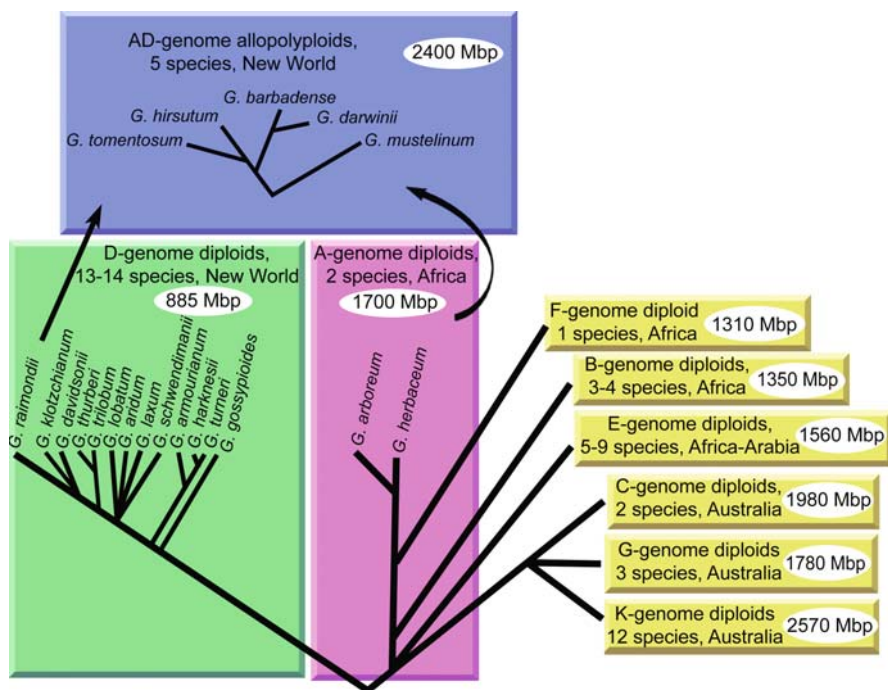 AD-genome allopolyploids,
5 species, New World
2400 Mbp
G. barbadense
G. hirsutum
G. darwinii
G. tomentosum
G. mustelinum
D-genome diploids,
13-14 species, New World
885 Mbp
G. raimondii
G. klotzchianum
G. davidsonii
G. thurberi
G. trilobum
G. lobatum
G. aridum
G. laxum
G. schwendimanii
G. armourianum
G. harknesii
G. turneri
G. gossypioides
A-genome diploids,
2 species, Africa
1700 Mbp
G. arboreum
G. herbaceum
F-genome diploid
1 species, Africa
1310 Mbp
B-genome diploids,
3-4 species, Africa
1350 Mbp
E-genome diploids,
5-9 species, Africa-Arabia
1560 Mbp
C-genome diploids,
2 species, Australia
1980 Mbp
G-genome diploids
3 species, Australia
1780 Mbp
K-genome diploids
12 species, Australia
2570 Mbp